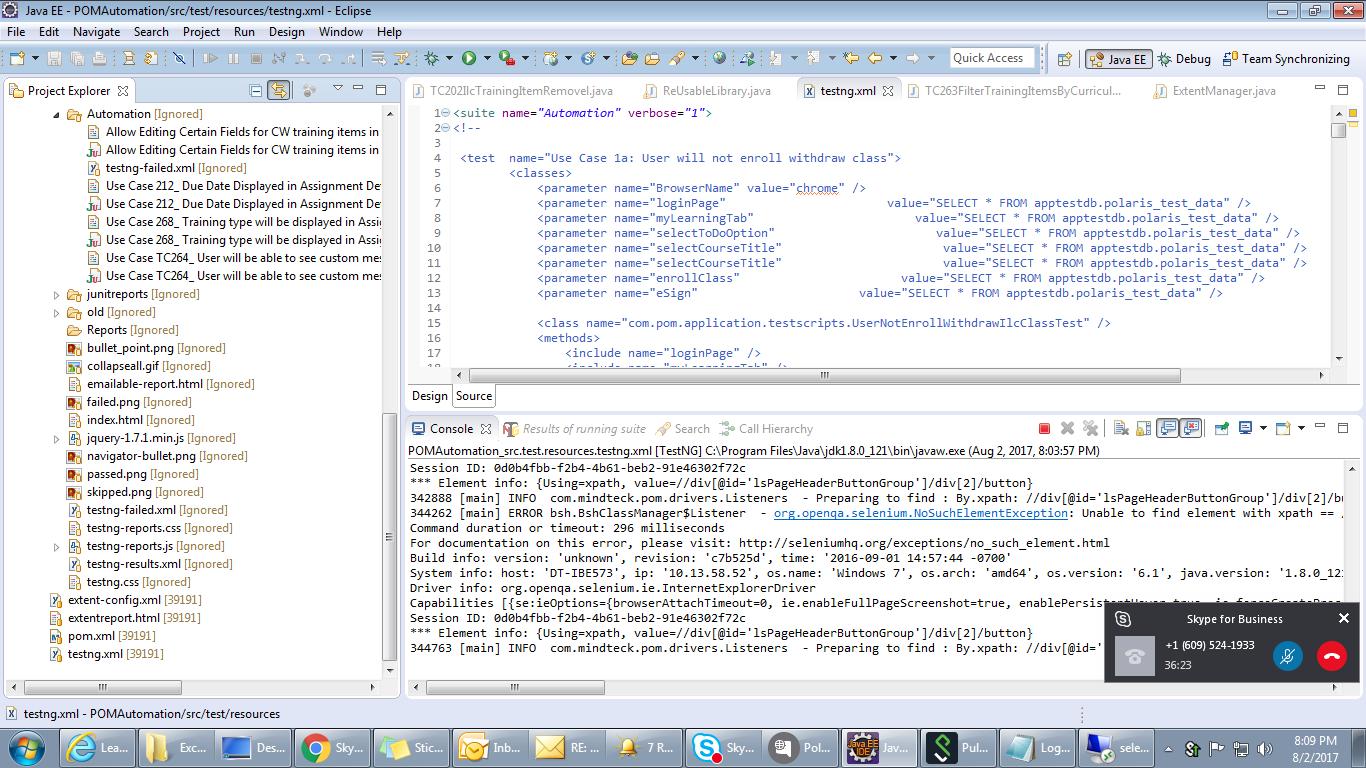 Java EE - POMAutomation/src/test/resources/testng.xml - Eclipse
File Edit Navigate Search Project Run Design Window Help
Quick Access
Java EE
Debug
Team Synchronizing
Project Explorer
Automation [Ignored]
Allow Editing Certain Fields for CW training items in
Allow Editing Certain Fields for CW training items in
testng-failed.xml [Ignored]
Use Case 212_ Due Date Displayed in Assignment De
Use Case 212_ Due Date Displayed in Assignment De
Use Case 268_ Training type will be displayed in Assi
Use Case 268_ Training type will be displayed in Assi
Use Case TC264_ User will be able to see custom mes
Use Case TC264_ User will be able to see custom mes
junitreports [Ignored]
old [Ignored]
Reports [Ignored]
bullet_point.png [Ignored]
collapseall.gif [Ignored]
emailable-report.html [Ignored]
failed.png [Ignored]
index.html [Ignored]
jquery-1.7.1.min.js [Ignored]
navigator-bullet.png [Ignored]
passed.png [Ignored]
skipped.png [Ignored]
testng-failed.xml [Ignored]
testng-reports.css [Ignored]
testng-reports.js [Ignored]
testng-results.xml [Ignored]
testng.css [Ignored]
extent-config.xml [39191]
extentreport.html [39191]
pom.xml [39191]
testng.xml [39191]
TC202IlcTrainingItemRemovel.java
ReUsableLibrary.java
testng.xml
TC263FilterTrainingItemsByCurricul...
ExtentManager.java
1 <suite name="Automation" verbose="1">
2 <!--
3
4 <test name="Use Case 1a: User will not enroll withdraw class">
5 <classes>
6 <parameter name="BrowserName" value="chrome" />
7 <parameter name="loginPage" value="SELECT * FROM apptestdb.polaris_test_data" />
8 <parameter name="myLearningTab" value="SELECT * FROM apptestdb.polaris_test_data" />
9 <parameter name="selectToDoOption" value="SELECT * FROM apptestdb.polaris_test_data" />
10 <parameter name="selectCourseTitle" value="SELECT * FROM apptestdb.polaris_test_data" />
11 <parameter name="selectCourseTitle" value="SELECT * FROM apptestdb.polaris_test_data" />
12 <parameter name="enrollClass" value="SELECT * FROM apptestdb.polaris_test_data" />
13 <parameter name="eSign" value="SELECT * FROM apptestdb.polaris_test_data" />
14
15 <class name="com.pom.application.testscripts.UserNotEnrollWithdrawIlcClassTest" />
16 <methods>
17 <include name="loginPage" />
18 <include name="myLearningTab" />
Design Source
Console
Results of running suite
Search
Call Hierarchy
POMAutomation_src.test.resources.testng.xml [TestNG] C:\Program Files\Java\jdk1.8.0_121\bin\javaw.exe (Aug 2, 2017, 8:03:57 PM)
Session ID: 0d0b4fbb-f2b4-4b61-beb2-91e46302f72c
*** Element info: {Using=xpath, value=//div[@id='lsPageHeaderButtonGroup']/div[2]/button}
342888 [main] INFO com.mindteck.pom.drivers.Listeners - Preparing to find : By.xpath: //div[@id='lsPageHeaderButtonGroup']/div[2]/bu
344262 [main] ERROR bsh.BshClassManager$Listener - org.openqa.selenium.NoSuchElementException: Unable to find element with xpath == /
Command duration or timeout: 296 milliseconds
For documentation on this error, please visit: http://seleniumhq.org/exceptions/no_such_element.html
Build info: version: 'unknown', revision: 'c7b525d', time: '2016-09-01 14:57:44 -0700'
System info: host: 'DT-IBE573', ip: '10.13.58.52', os.name: 'Windows 7', os.arch: 'amd64', os.version: '6.1', java.version: '1.8.0_121
Driver info: org.openqa.selenium.ie.InternetExplorerDriver
Capabilities [{se:ieOptions={browserAttachTimeout=0, ie.enableFullPageScreenshot=true, enablePersistentHover=true, ie.forceCreateProc
Session ID: 0d0b4fbb-f2b4-4b61-beb2-91e46302f72c
*** Element info: {Using=xpath, value=//div[@id='lsPageHeaderButtonGroup']/div[2]/button}
344763 [main] INFO com.mindteck.pom.drivers.Listeners - Preparing to find : By.xpath: //div[@id='
Skype for Business
+1 (609) 524-1933
36:23
testng.xml - POMAutomation/src/test/resources
Lea...
Exc...
Des...
Sky...
Stic...
Inb...
RE: ...
7 R...
Sky...
Pol...
Java EE IDE
Jav...
Pul...
Log...
sele...
8:09 PM
8/2/2017